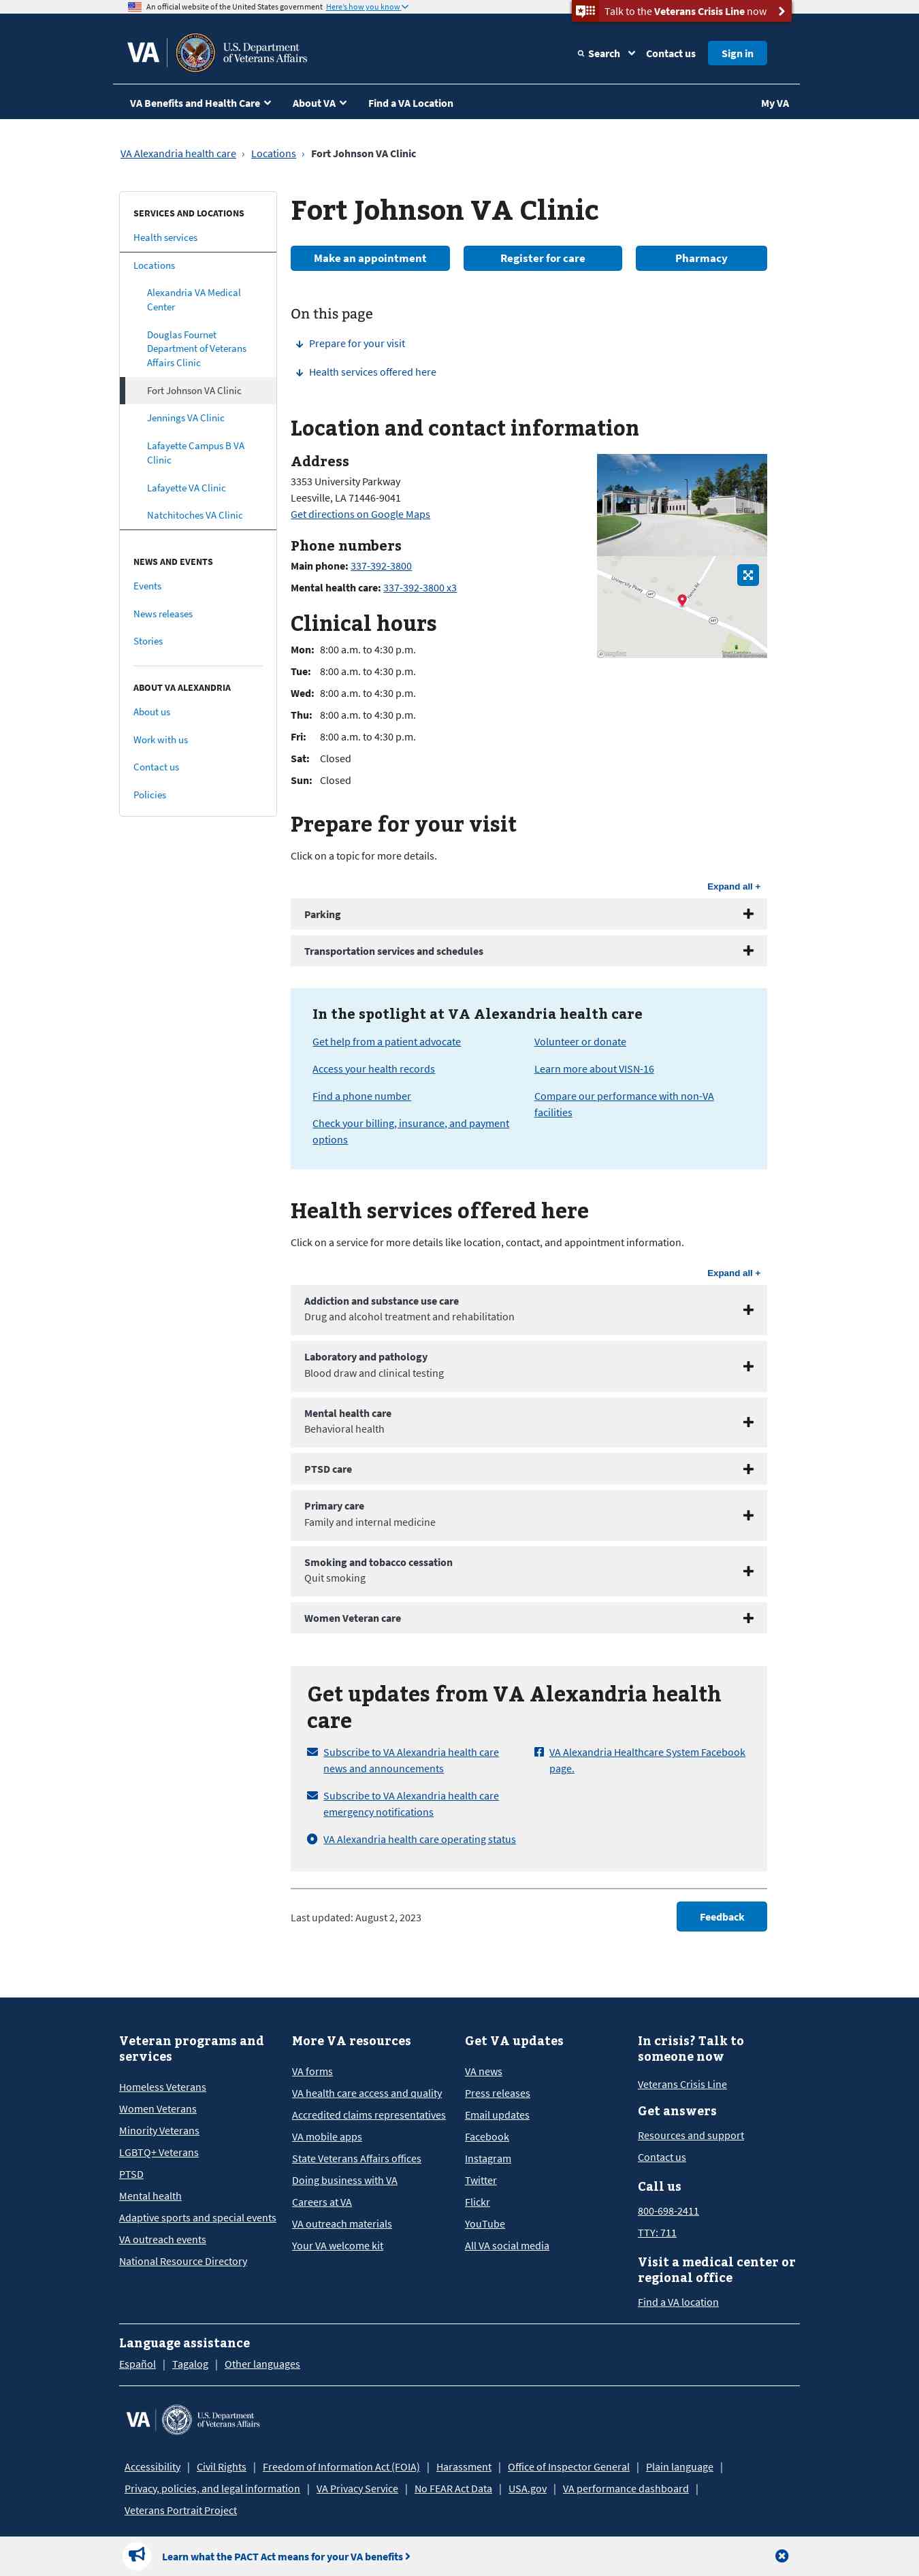 An official website of the United States government Here's how you know
Talk to the Veterans Crisis Line now
VA
U.S. Department
of Veterans Affairs
Search
Contact us
Sign in
VA Benefits and Health Care
About VA
Find a VA Location
My VA
VA Alexandria health care › Locations › Fort Johnson VA Clinic
SERVICES AND LOCATIONS
Health services
Locations
Alexandria VA Medical
Center
Douglas Fournet
Department of Veterans
Affairs Clinic
Fort Johnson VA Clinic
Jennings VA Clinic
Lafayette Campus B VA
Clinic
Lafayette VA Clinic
Natchitoches VA Clinic
NEWS AND EVENTS
Events
News releases
Stories
ABOUT VA ALEXANDRIA
About us
Work with us
Contact us
Policies
Fort Johnson VA Clinic
Make an appointment
Register for care
Pharmacy
On this page
Prepare for your visit
Health services offered here
Location and contact information
Address
3353 University Parkway
Leesville, LA 71446-9041
Get directions on Google Maps
Phone numbers
Main phone: 337-392-3800
Mental health care: 337-392-3800 x3
University Pkwy
467
467
mapbox
Clinical hours
Mon: 8:00 a.m. to 4:30 p.m.
Tue: 8:00 a.m. to 4:30 p.m.
Wed: 8:00 a.m. to 4:30 p.m.
Thu: 8:00 a.m. to 4:30 p.m.
Fri: 8:00 a.m. to 4:30 p.m.
Sat: Closed
Sun: Closed
Prepare for your visit
Click on a topic for more details.
Expand all +
Parking
Transportation services and schedules
In the spotlight at VA Alexandria health care
Get help from a patient advocate
Access your health records
Find a phone number
Check your billing, insurance, and payment
options
Volunteer or donate
Learn more about VISN-16
Compare our performance with non-VA
facilities
Health services offered here
Click on a service for more details like location, contact, and appointment information.
Expand all +
Addiction and substance use care
Drug and alcohol treatment and rehabilitation
Laboratory and pathology
Blood draw and clinical testing
Mental health care
Behavioral health
PTSD care
Primary care
Family and internal medicine
Smoking and tobacco cessation
Quit smoking
Women Veteran care
Get updates from VA Alexandria health
care
Subscribe to VA Alexandria health care
news and announcements
Subscribe to VA Alexandria health care
emergency notifications
VA Alexandria health care operating status
VA Alexandria Healthcare System Facebook
page.
Last updated: August 2, 2023
Feedback
Veteran programs and
services
Homeless Veterans
Women Veterans
Minority Veterans
LGBTQ+ Veterans
PTSD
Mental health
Adaptive sports and special events
VA outreach events
National Resource Directory
More VA resources
VA forms
VA health care access and quality
Accredited claims representatives
VA mobile apps
State Veterans Affairs offices
Doing business with VA
Careers at VA
VA outreach materials
Your VA welcome kit
Get VA updates
VA news
Press releases
Email updates
Facebook
Instagram
Twitter
Flickr
YouTube
All VA social media
In crisis? Talk to
someone now
Veterans Crisis Line
Get answers
Resources and support
Contact us
Call us
800-698-2411
TTY: 711
Visit a medical center or
regional office
Find a VA location
Language assistance
Español | Tagalog | Other languages
VA
U.S. Department
of Veterans Affairs
Accessibility | Civil Rights | Freedom of Information Act (FOIA) | Harassment | Office of Inspector General | Plain language |
Privacy, policies, and legal information | VA Privacy Service | No FEAR Act Data | USA.gov | VA performance dashboard |
Veterans Portrait Project
Learn what the PACT Act means for your VA benefits